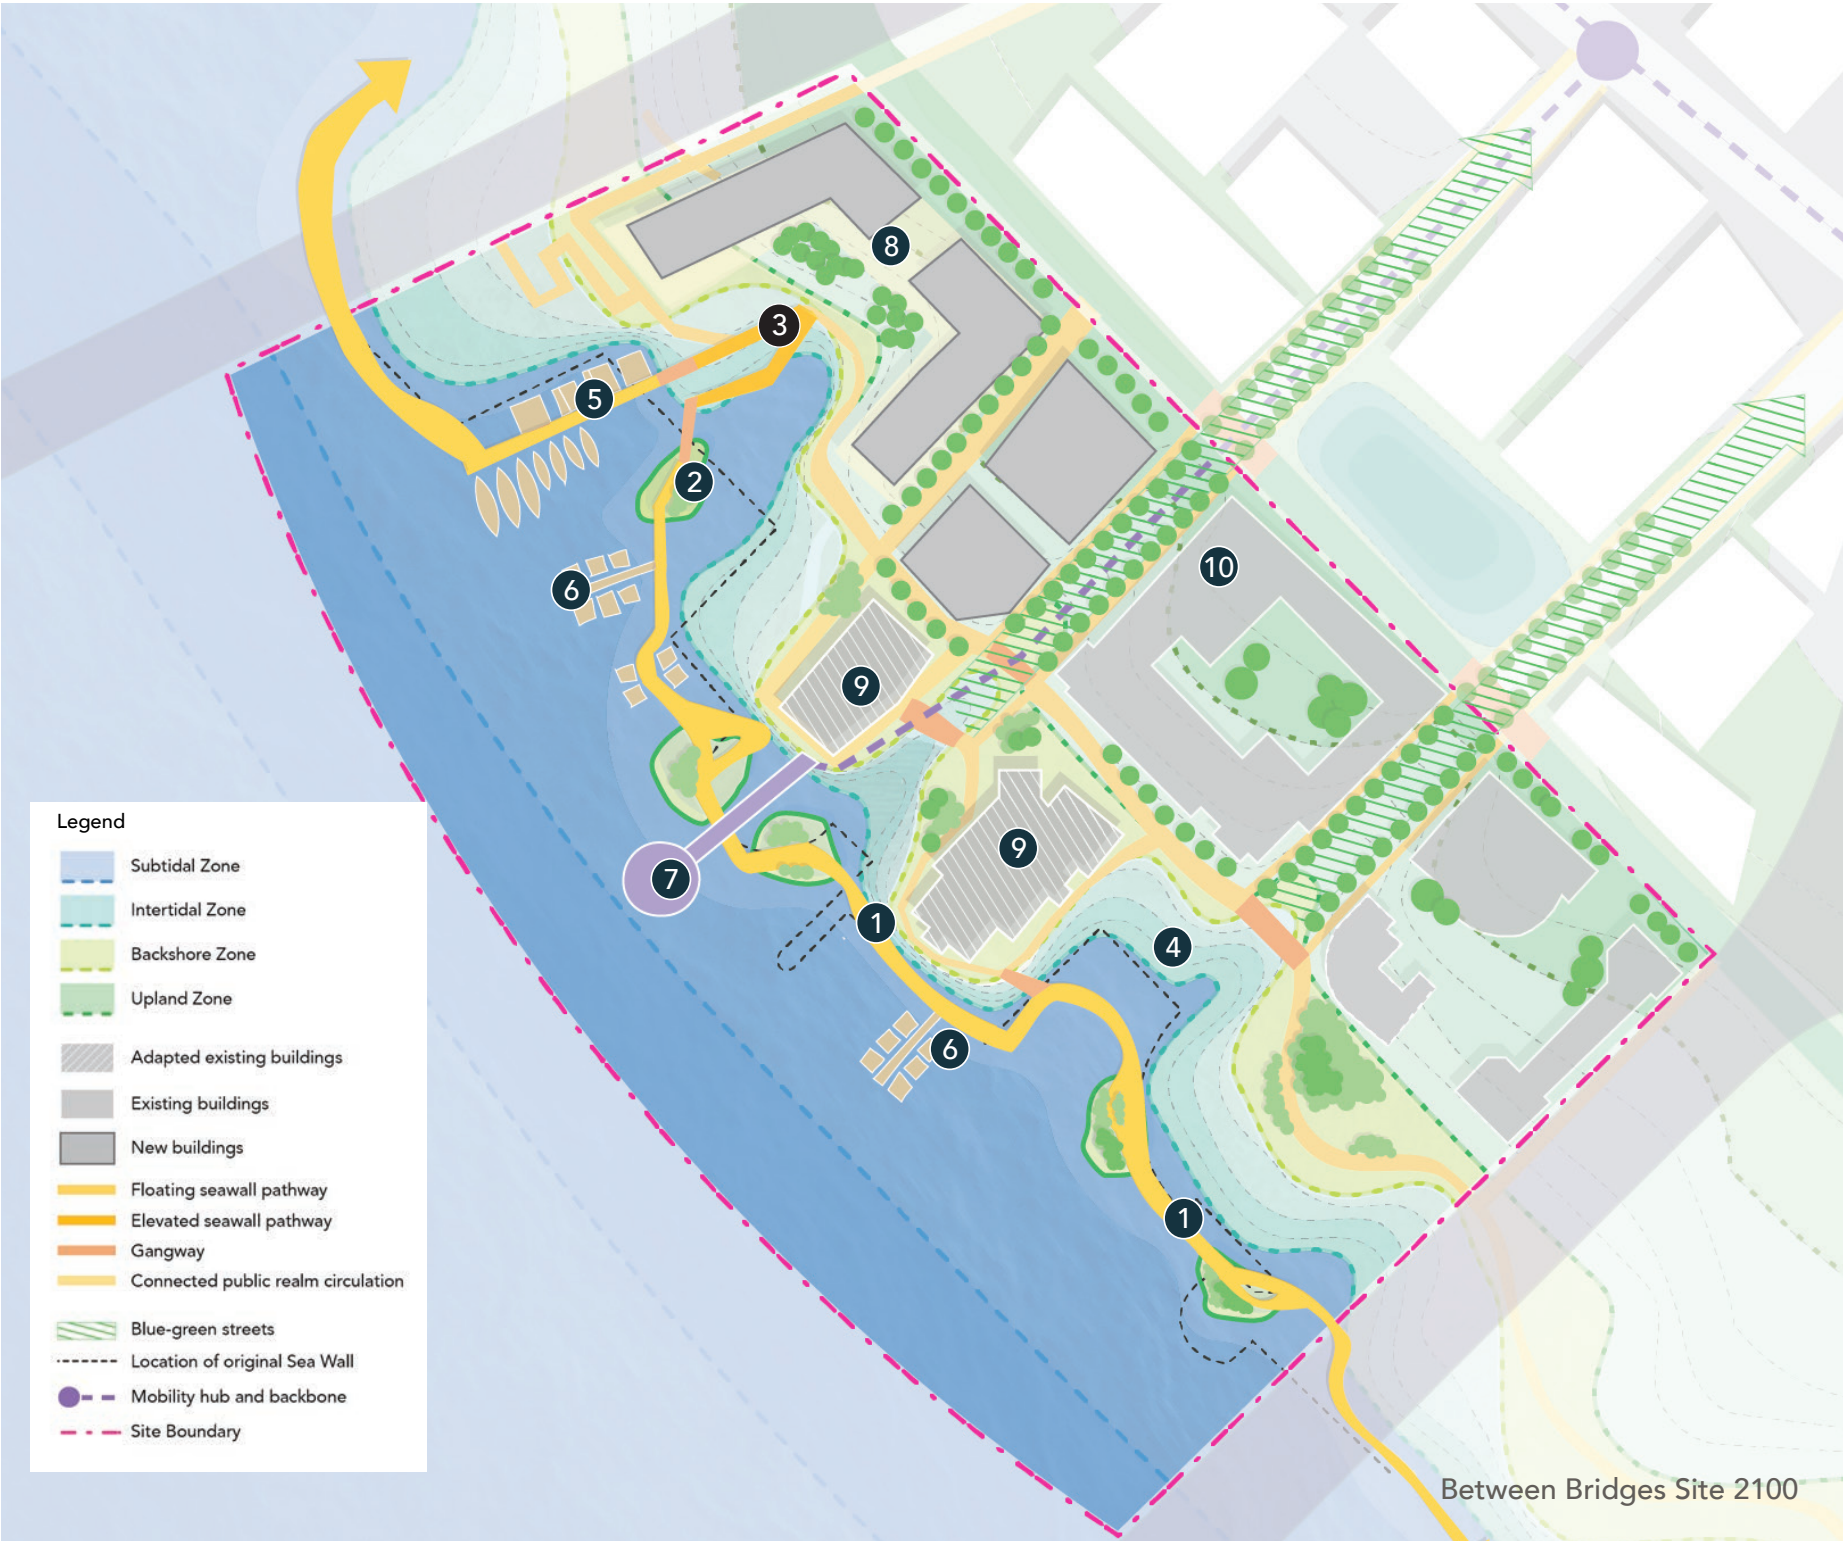 8
3
5
2
10
6
9
9
7
1
4
6
1
Legend
Subtidal Zone
Intertidal Zone
Backshore Zone
Upland Zone
Adapted existing buildings
Existing buildings
New buildings
Floating seawall pathway
Elevated seawall pathway
Gangway
Connected public realm circulation
Blue-green streets
Location of original Sea Wall
Mobility hub and backbone
Site Boundary
Between Bridges Site 2100